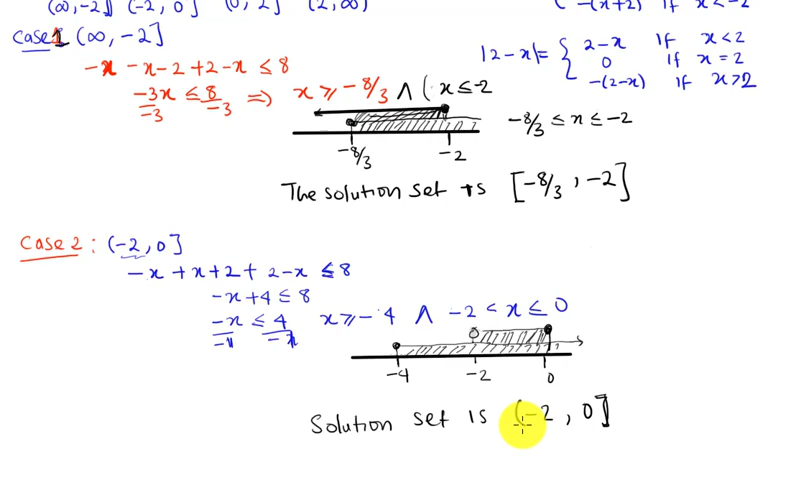 (∞, -2] (-2, 0] (0, 2] (2, ∞)
-(x+2) if x < -2
Case 1 (∞, -2]
-x - x - 2 + 2 - x ≤ 8
-3x ≤ 8 ⇒ x ≥ -8/3 ∧ ( x ≤ -2
-3 -3
|2-x| = { 2-x if x < 2
0 if x = 2
-(2-x) if x > 2
-8/3 -2
-8/3 ≤ x ≤ -2
The solution set is [-8/3, -2]
Case 2 : (-2, 0]
-x + x + 2 + 2 - x ≤ 8
-x + 4 ≤ 8
-x ≤ 4 x ≥ -4 ∧ -2 < x ≤ 0
-1 -1
-4 -2 0
Solution set is (-2, 0]